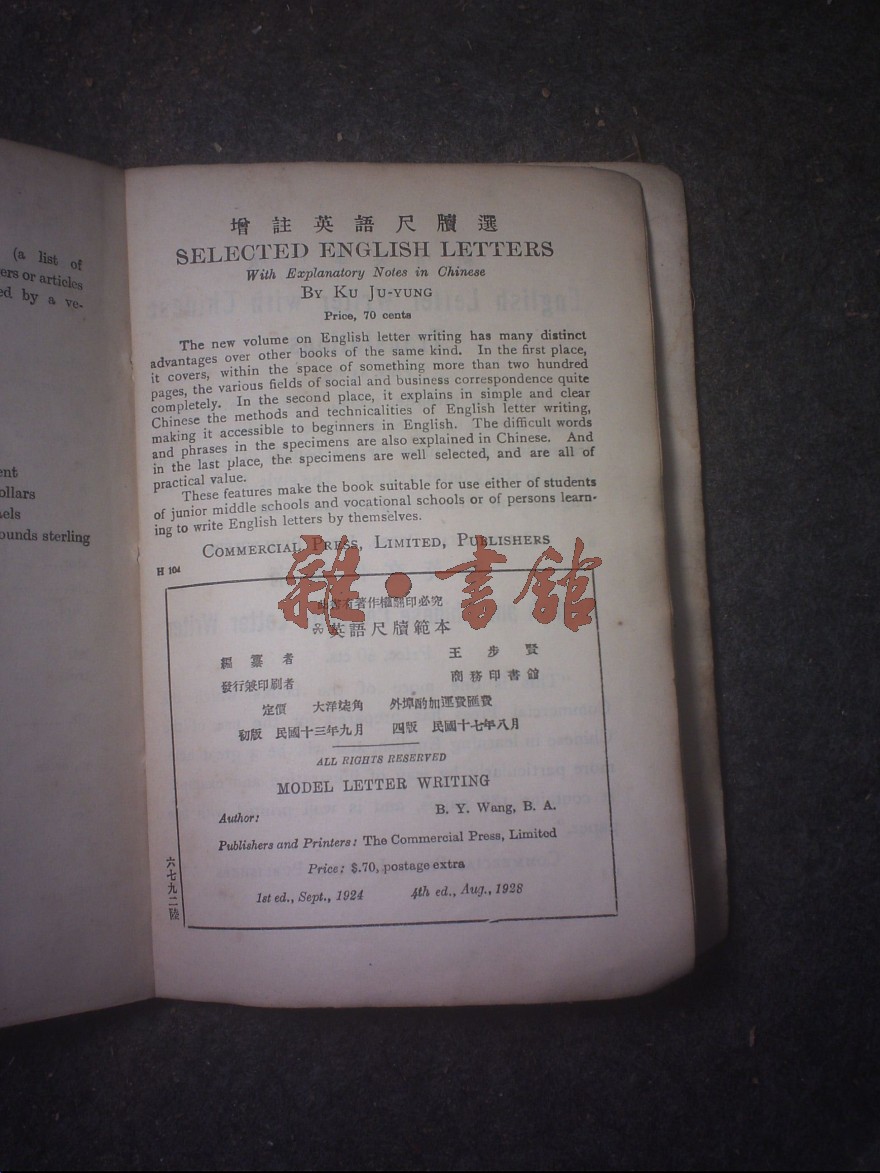 (a list of
ers or articles
ed by a ve-
ent
ollars
els
ounds sterling
增註英語尺牘選
SELECTED ENGLISH LETTERS
With Explanatory Notes in Chinese
BY KU JU-YUNG
Price, 70 cents
The new volume on English letter writing has many distinct
advantages over other books of the same kind. In the first place,
it covers, within the space of something more than two hundred
pages, the various fields of social and business correspondence quite
completely. In the second place, it explains in simple and clear
Chinese the methods and technicalities of English letter writing,
making it accessible to beginners in English. The difficult words
and phrases in the specimens are also explained in Chinese. And
in the last place, the specimens are well selected, and are all of
practical value.
These features make the book suitable for use either of students
of junior middle schools and vocational schools or of persons learn-
ing to write English letters by themselves.
COMMERCIAL PRESS, LIMITED, PUBLISHERS
H 104
雜·書館
此書有著作權翻印必究
英語尺牘範本
編纂者 王步賢
發行兼印刷者 商務印書館
定價 大洋柒角 外埠酌加運費匯費
初版 民國十三年九月 四版 民國十七年八月
ALL RIGHTS RESERVED
MODEL LETTER WRITING
Author: B. Y. Wang, B. A.
Publishers and Printers: The Commercial Press, Limited
Price: $.70, postage extra
1st ed., Sept., 1924 4th ed., Aug., 1928
六七九二陸